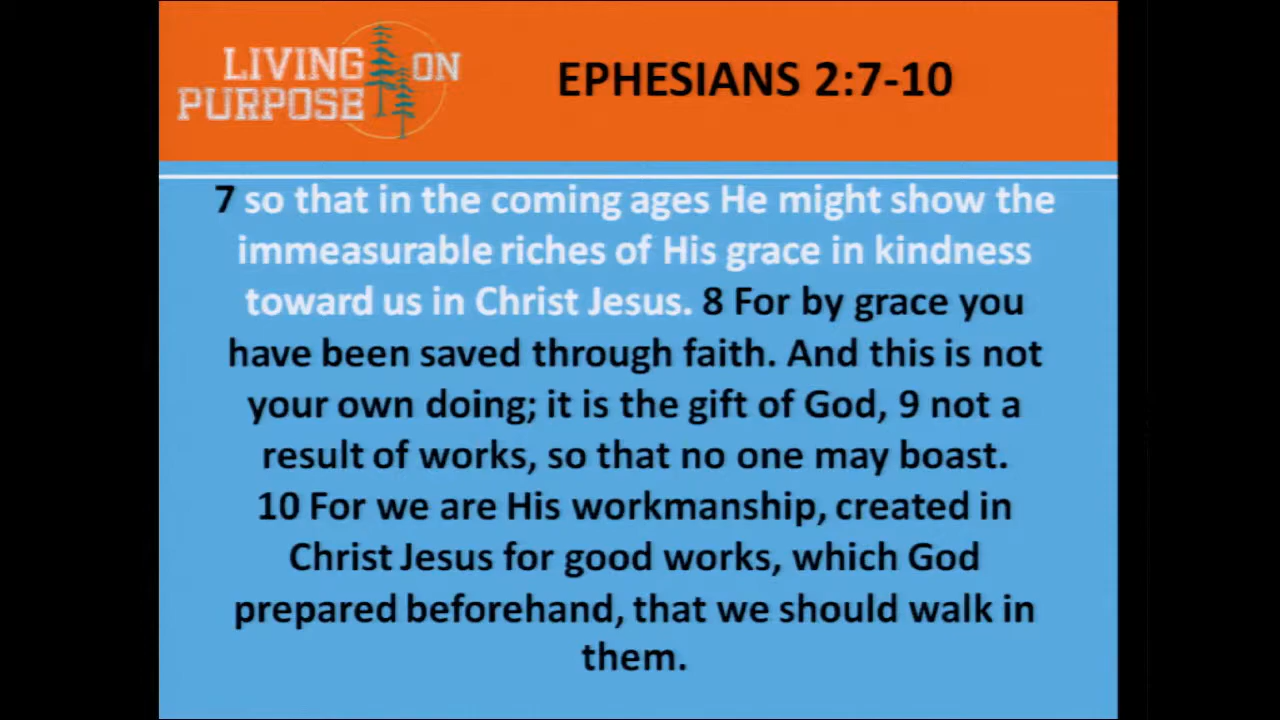 LIVING ON
PURPOSE
EPHESIANS 2:7-10
7 so that in the coming ages He might show the
immeasurable riches of His grace in kindness
toward us in Christ Jesus. 8 For by grace you
have been saved through faith. And this is not
your own doing; it is the gift of God, 9 not a
result of works, so that no one may boast.
10 For we are His workmanship, created in
Christ Jesus for good works, which God
prepared beforehand, that we should walk in
them.